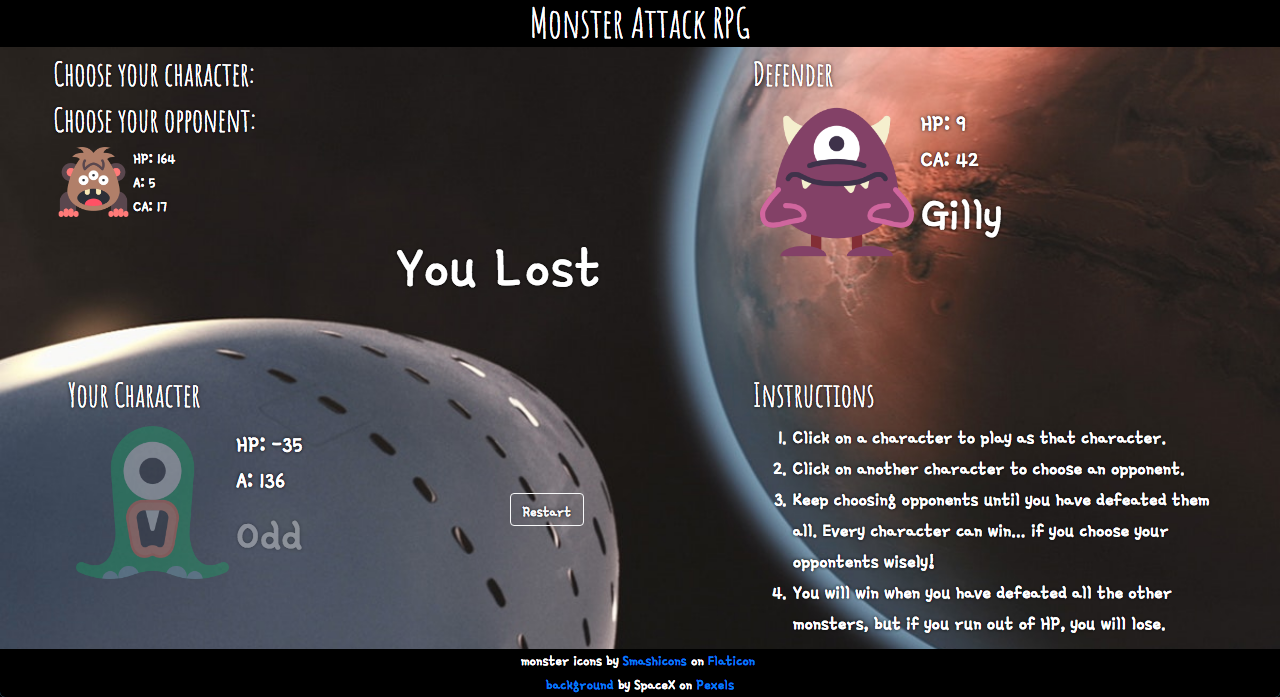 Monster Attack RPG
Choose your character:
Choose your opponent:
HP: 164
A: 5
CA: 17
Defender
HP: 9
CA: 42
Gilly
You Lost
Your Character
HP: -35
A: 136
Odd
Restart
Instructions
1. Click on a character to play as that character.
2. Click on another character to choose an opponent.
3. Keep choosing opponents until you have defeated them
all. Every character can win... if you choose your
oppontents wisely!
4. You will win when you have defeated all the other
monsters, but if you run out of HP, you will lose.
monster icons by Smashicons on Flaticon
background by SpaceX on Pexels